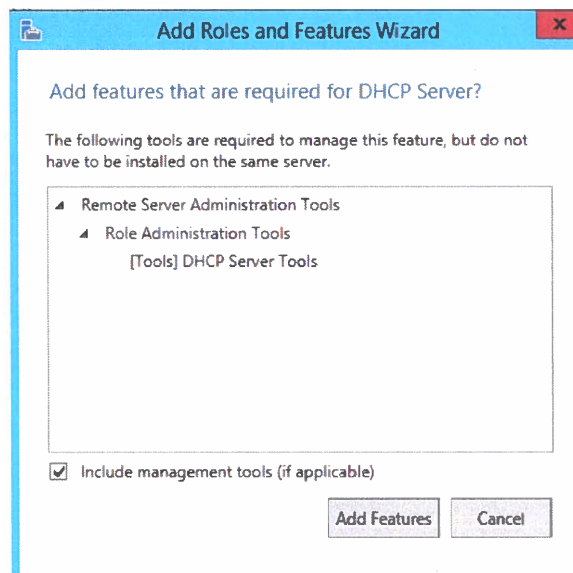 Add Roles and Features Wizard
x
Add features that are required for DHCP Server?
The following tools are required to manage this feature, but do not
have to be installed on the same server.
Remote Server Administration Tools
Role Administration Tools
[Tools] DHCP Server Tools
Include management tools (if applicable)
Add Features Cancel